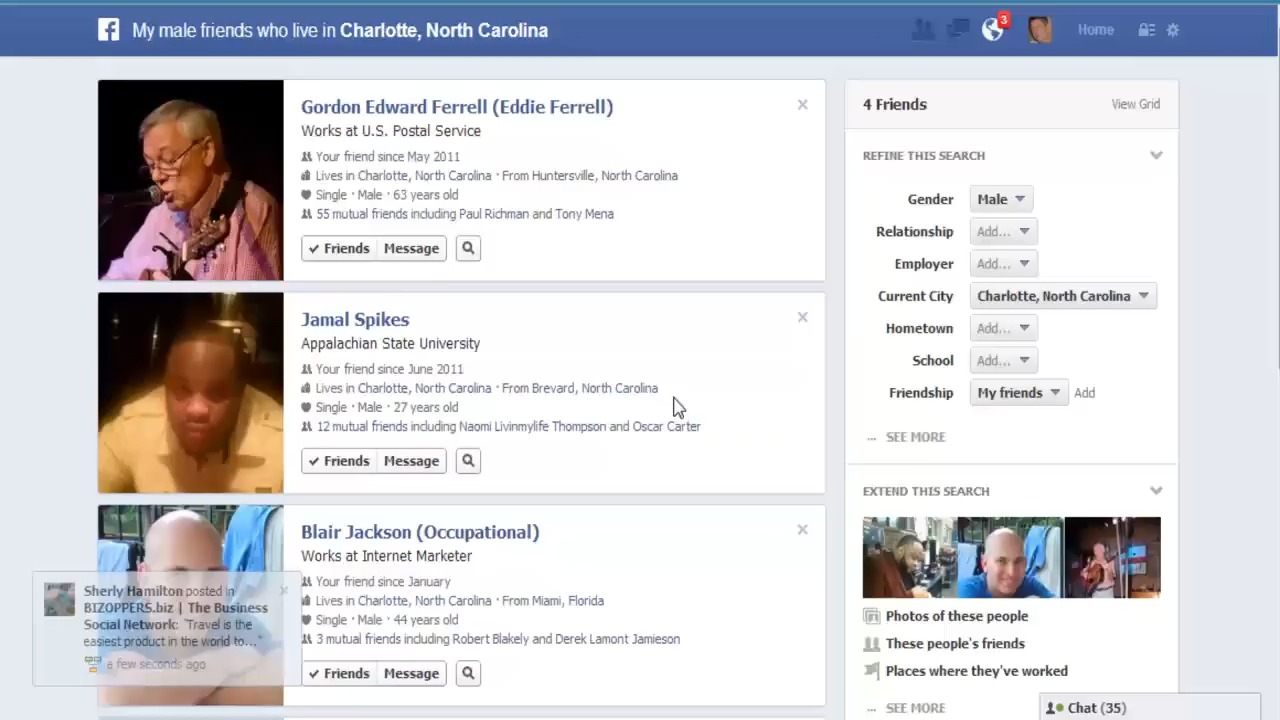 My male friends who live in Charlotte, North Carolina
3
Home
Gordon Edward Ferrell (Eddie Ferrell)
Works at U.S. Postal Service
Your friend since May 2011
Lives in Charlotte, North Carolina · From Huntersville, North Carolina
Single · Male · 63 years old
55 mutual friends including Paul Richman and Tony Mena
Friends Message
Jamal Spikes
Appalachian State University
Your friend since June 2011
Lives in Charlotte, North Carolina · From Brevard, North Carolina
Single · Male · 27 years old
12 mutual friends including Naomi Livinmylife Thompson and Oscar Carter
Friends Message
Blair Jackson (Occupational)
Works at Internet Marketer
Your friend since January
Lives in Charlotte, North Carolina · From Miami, Florida
Single · Male · 44 years old
3 mutual friends including Robert Blakely and Derek Lamont Jamieson
Friends Message
Sherly Hamilton posted in
BIZOPPERS.biz | The Business
Social Network: "Travel is the
easiest product in the world to..."
a few seconds ago
4 Friends
View Grid
REFINE THIS SEARCH
Gender Male
Relationship Add...
Employer Add...
Current City Charlotte, North Carolina
Hometown Add...
School Add...
Friendship My friends Add
... SEE MORE
EXTEND THIS SEARCH
Photos of these people
These people's friends
Places where they've worked
... SEE MORE
Chat (35)